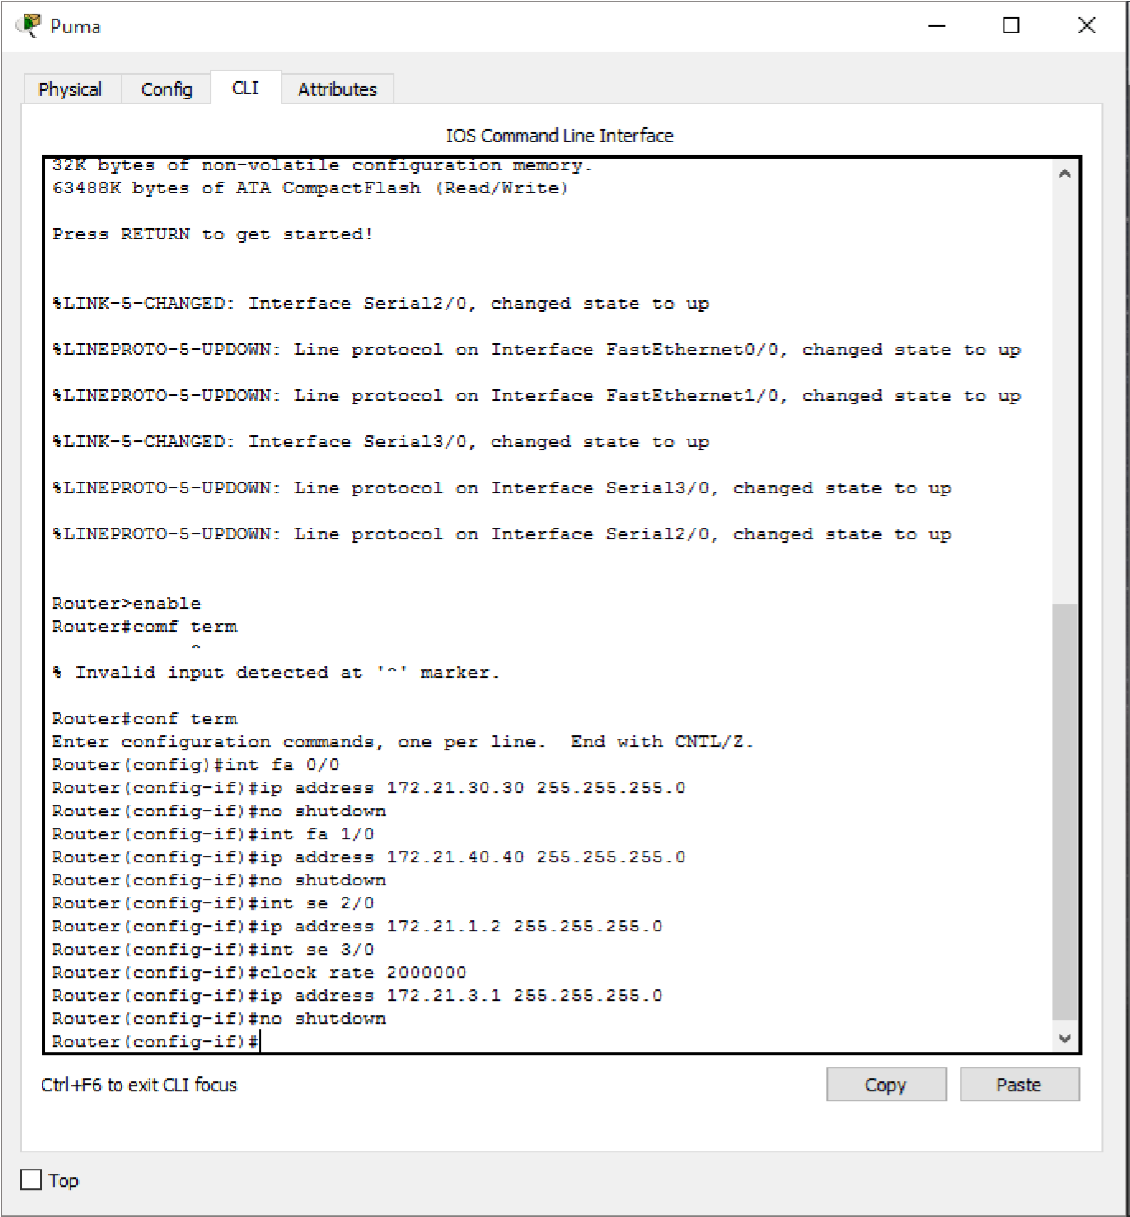 Puma
Physical Config CLI Attributes
IOS Command Line Interface
32K bytes of non-volatile configuration memory.
63488K bytes of ATA CompactFlash (Read/Write)
Press RETURN to get started!
%LINK-5-CHANGED: Interface Serial2/0, changed state to up
%LINEPROTO-5-UPDOWN: Line protocol on Interface FastEthernet0/0, changed state to up
%LINEPROTO-5-UPDOWN: Line protocol on Interface FastEthernet1/0, changed state to up
%LINK-5-CHANGED: Interface Serial3/0, changed state to up
%LINEPROTO-5-UPDOWN: Line protocol on Interface Serial3/0, changed state to up
%LINEPROTO-5-UPDOWN: Line protocol on Interface Serial2/0, changed state to up
Router>enable
Router#comf term
^
% Invalid input detected at '^' marker.
Router#conf term
Enter configuration commands, one per line. End with CNTL/Z.
Router(config)#int fa 0/0
Router(config-if)#ip address 172.21.30.30 255.255.255.0
Router(config-if)#no shutdown
Router(config-if)#int fa 1/0
Router(config-if)#ip address 172.21.40.40 255.255.255.0
Router(config-if)#no shutdown
Router(config-if)#int se 2/0
Router(config-if)#ip address 172.21.1.2 255.255.255.0
Router(config-if)#int se 3/0
Router(config-if)#clock rate 2000000
Router(config-if)#ip address 172.21.3.1 255.255.255.0
Router(config-if)#no shutdown
Router(config-if)#
Ctrl+F6 to exit CLI focus
Copy Paste
Top